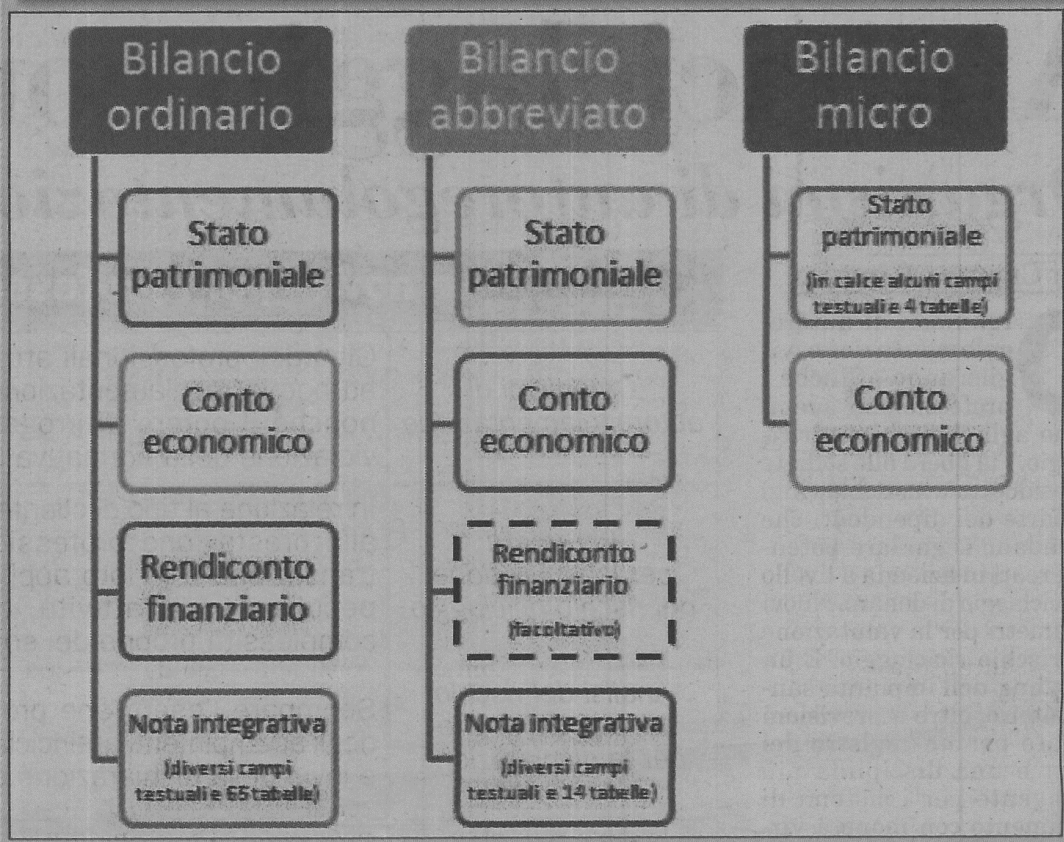 Bilancio
ordinario
Stato
patrimoniale
Conto
economico
Rendiconto
finanziario
Nota integrativa
(diversi campi
testuali e 65 tabelle)
Bilancio
abbreviato
Stato
patrimoniale
Conto
economico
Rendiconto
finanziario
(facoltativo)
Nota integrativa
(diversi campi
testuali e 14 tabelle)
Bilancio
micro
Stato
patrimoniale
(in calce alcuni campi
testuali e 4 tabelle)
Conto
economico